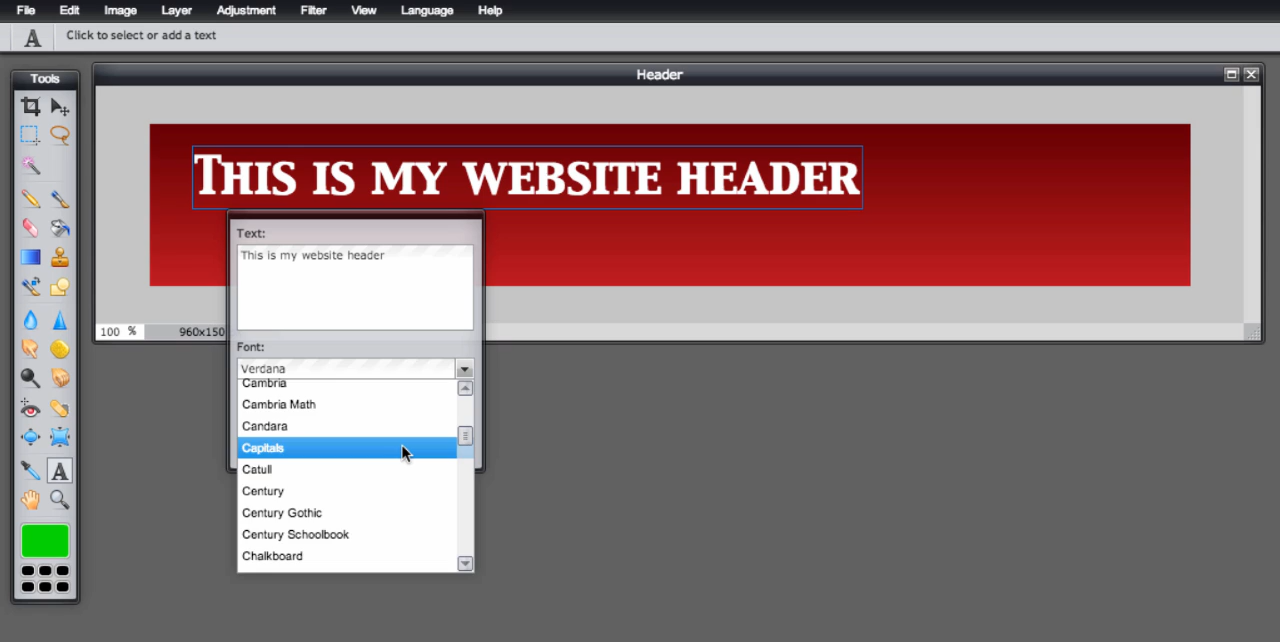 File Edit Image Layer Adjustment Filter View Language Help
A Click to select or add a text
Tools
Header
This is my website header
Text:
This is my website header
100 % 960x150
Font:
Verdana
Cambria
Cambria Math
Candara
Capitals
Catull
Century
Century Gothic
Century Schoolbook
Chalkboard
A